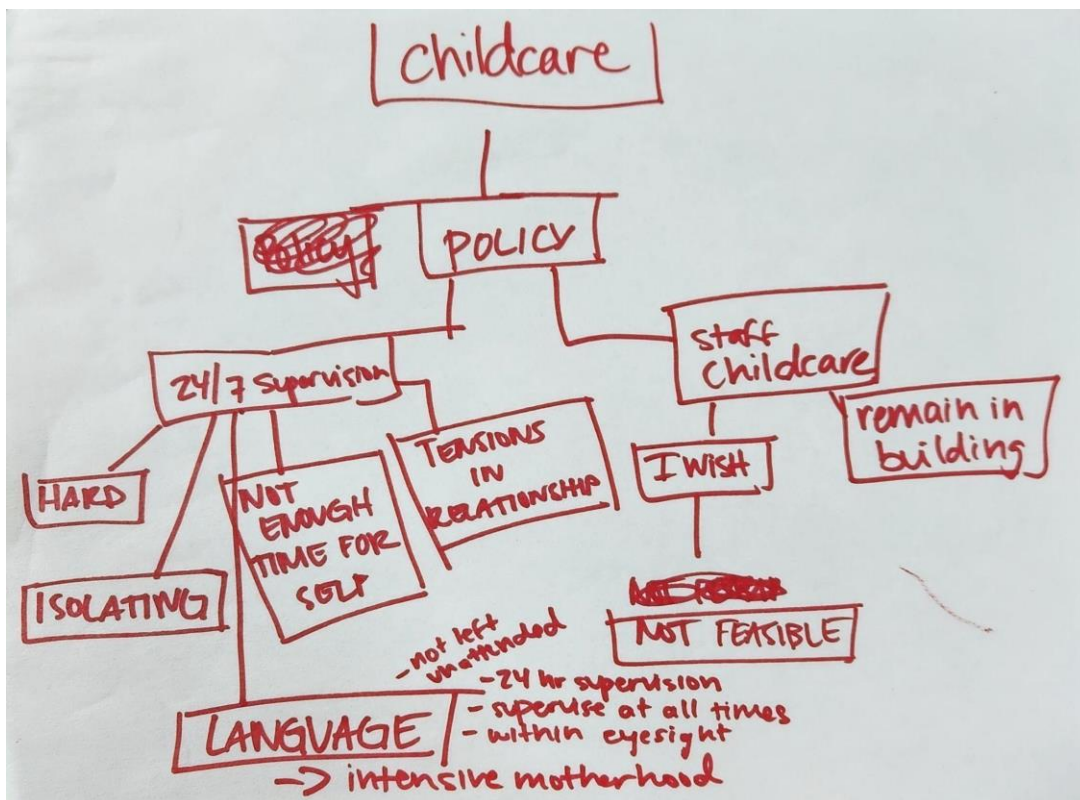 childcare
POLICY
POLICY
24/7 supervision
staff
childcare
remain in
building
HARD
ISOLATING
NOT
ENOUGH
TIME FOR
SELF
TENSIONS
IN
RELATIONSHIP
I WISH
NOT FEASIBLE
LANGUAGE
- not left
unattended
- 24 hr supervision
- supervise at all times
- within eyesight
-> intensive motherhood